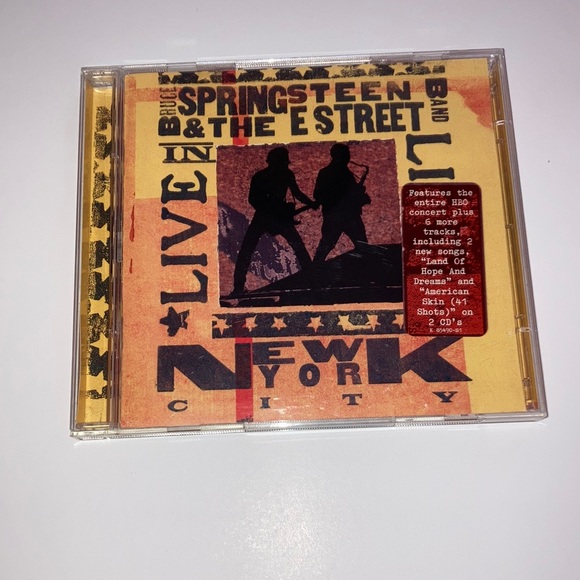 BRUCE SPRINGSTEEN
& THE E STREET BAND
LIVE IN
NEW YORK
CITY
LI
Features the
entire HBO
concert plus
6 more
tracks,
including 2
new songs,
"Land Of
Hope And
Dreams" and
"American
Skin (41
Shots)" on
2 CD's